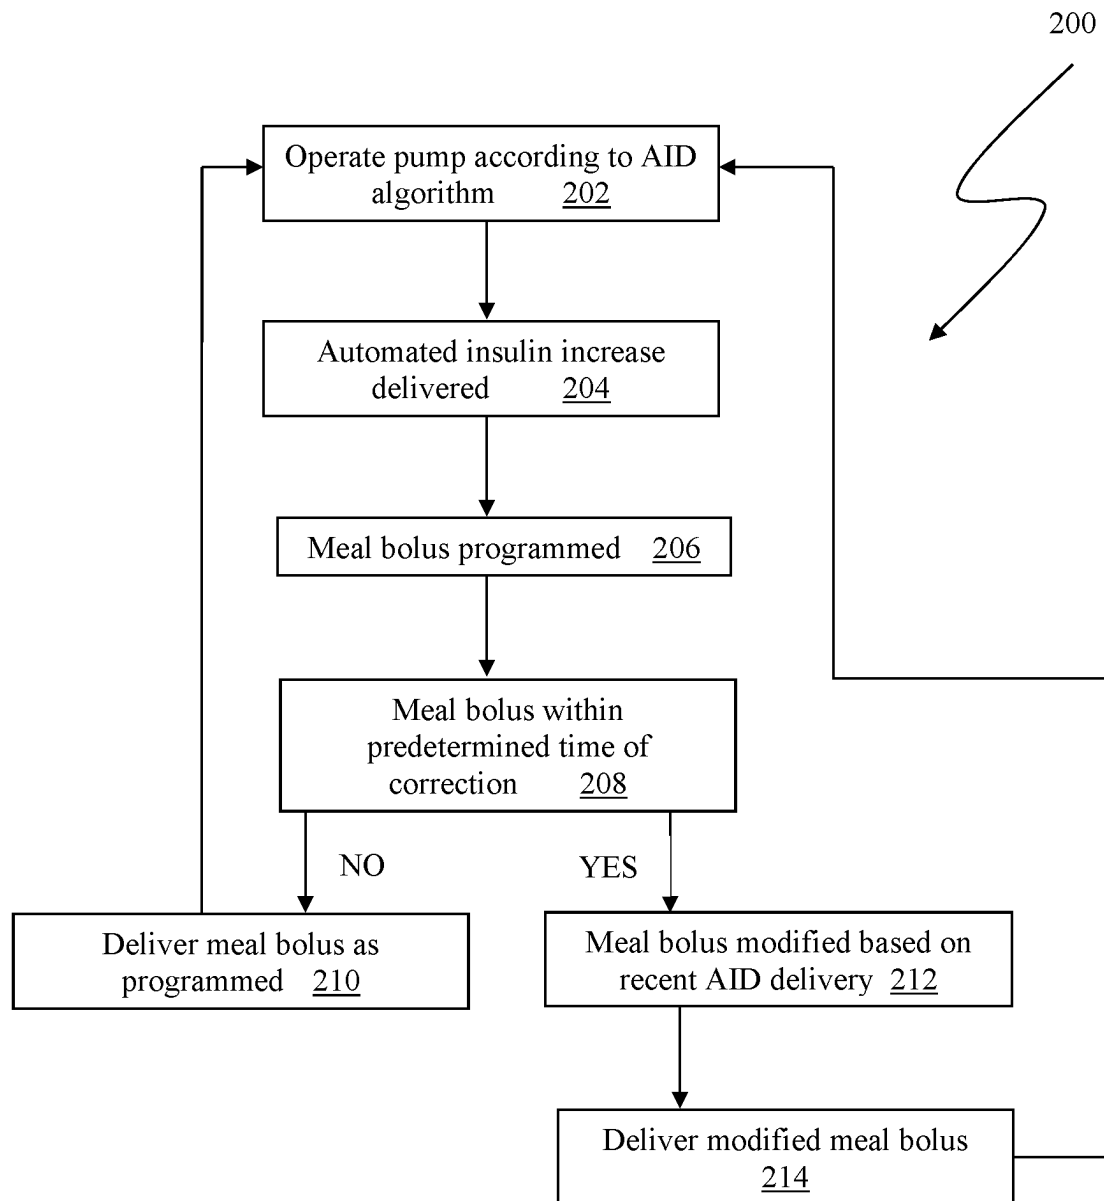 200
Operate pump according to AID
algorithm 202
Automated insulin increase
delivered 204
Meal bolus programmed 206
Meal bolus within
predetermined time of
correction 208
NO
YES
Deliver meal bolus as
programmed 210
Meal bolus modified based on
recent AID delivery 212
Deliver modified meal bolus
214